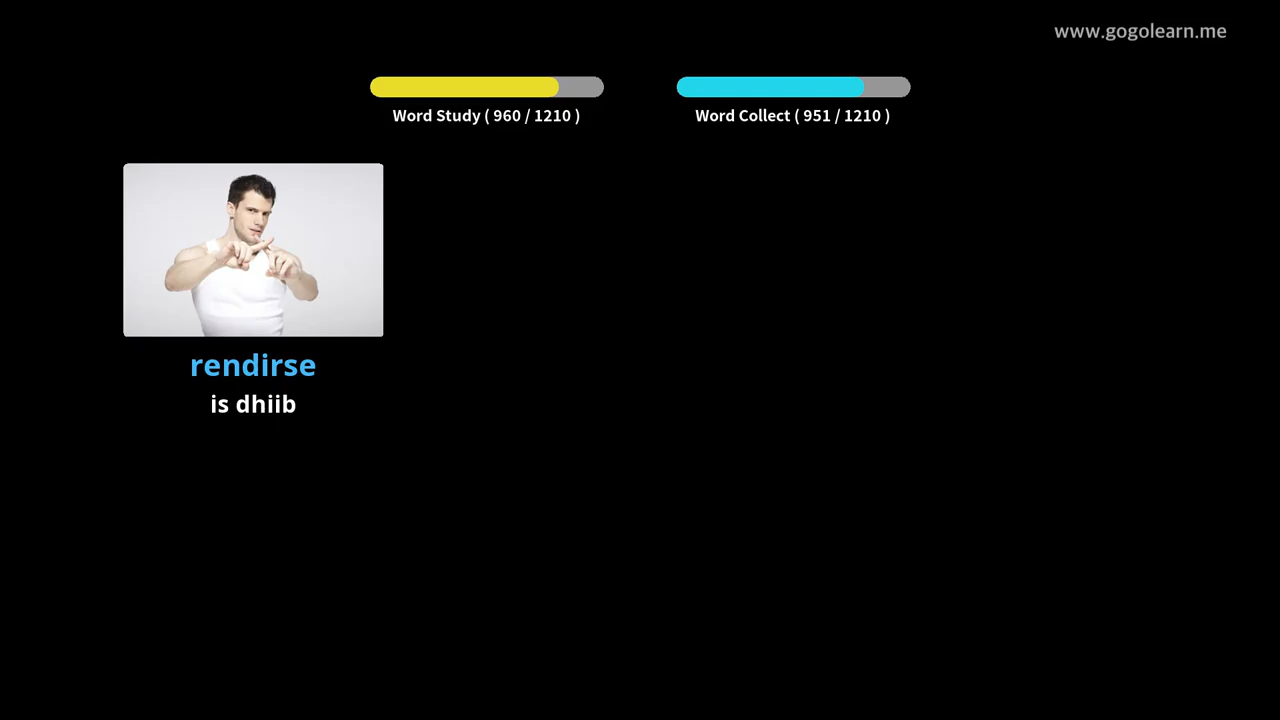 www.gogolearn.me
Word Study ( 960 / 1210 )
Word Collect ( 951 / 1210 )
rendirse
is dhiib